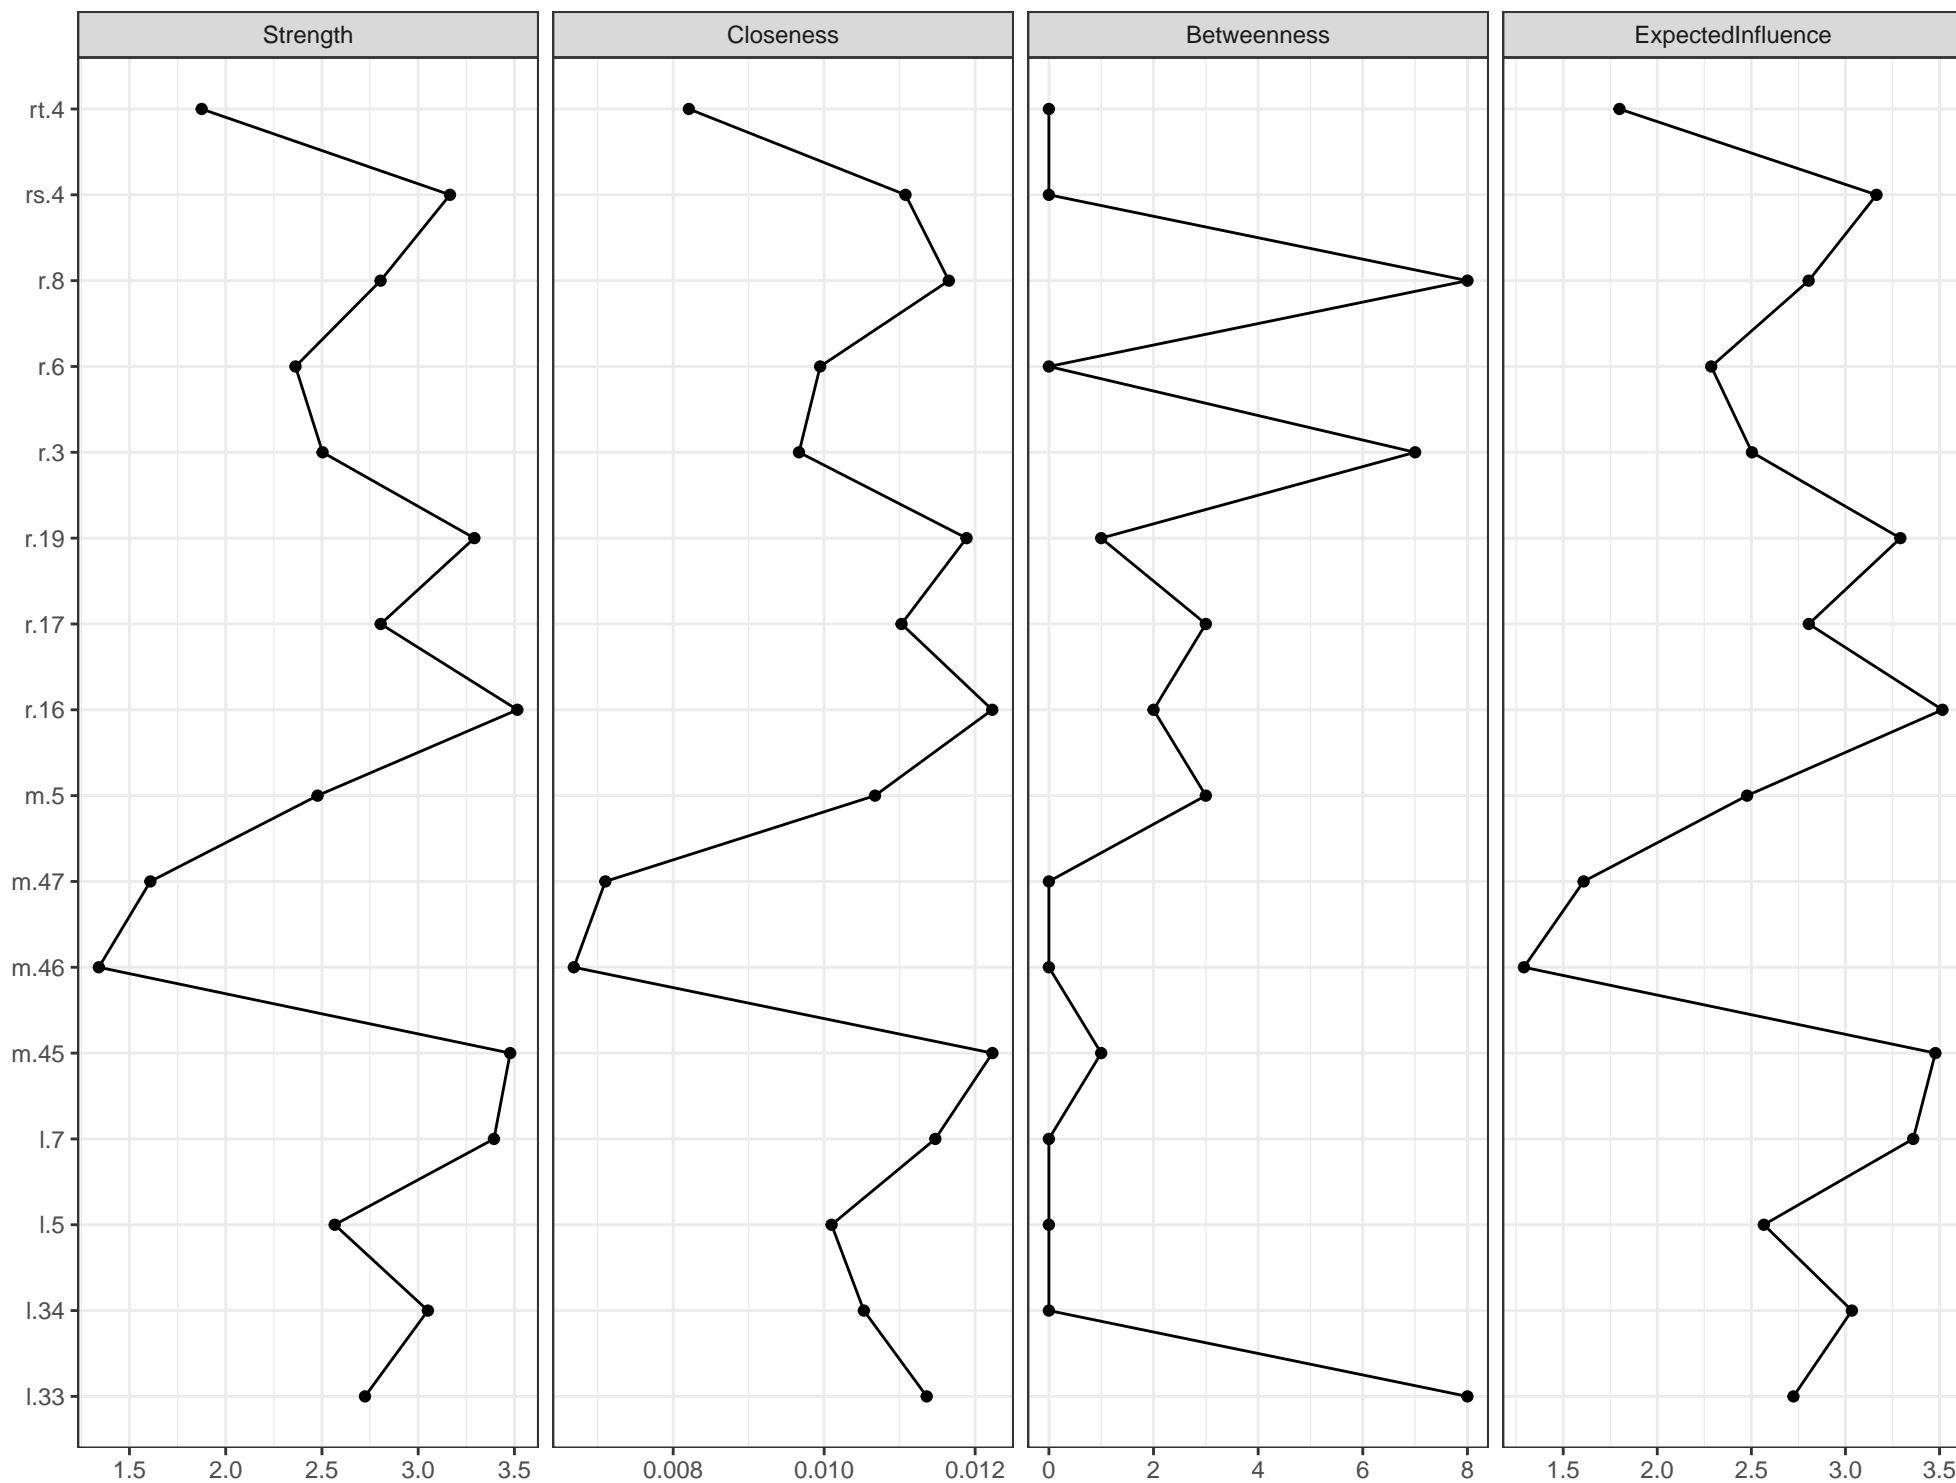 Strength Closeness Betweenness ExpectedInfluence
rt.4
rs.4
r.8
r.6
r.3
r.19
r.17
r.16
m.5
m.47
m.46
m.45
l.7
l.5
l.34
l.33
1.5 2.0 2.5 3.0 3.5 0.008 0.010 0.012 0 2 4 6 8 1.5 2.0 2.5 3.0 3.5